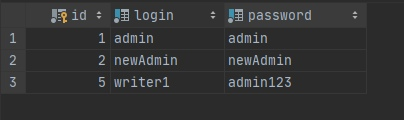 id login password
1 1 admin admin
2 2 newAdmin newAdmin
3 5 writer1 admin123